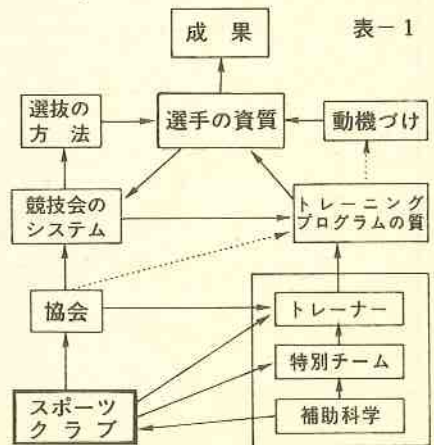 表－1
成果
選抜の
方法
選手の資質
動機づけ
競技会の
システム
トレーニング
プログラムの質
協会
トレーナー
特別チーム
スポーツ
クラブ
補助科学